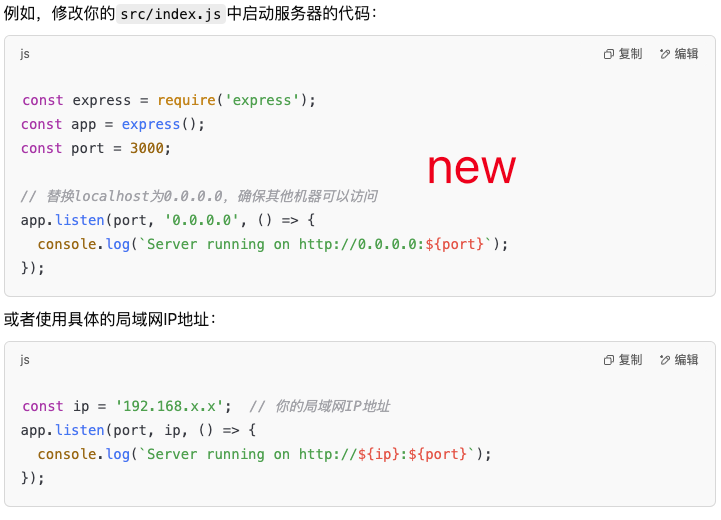 例如，修改你的 src/index.js 中启动服务器的代码：
js 复制 编辑
const express = require('express');
const app = express();
const port = 3000;
new
// 替换localhost为0.0.0.0，确保其他机器可以访问
app.listen(port, '0.0.0.0', () => {
  console.log(`Server running on http://0.0.0.0:${port}`);
});
或者使用具体的局域网IP地址：
js 复制 编辑
const ip = '192.168.x.x';  // 你的局域网IP地址
app.listen(port, ip, () => {
  console.log(`Server running on http://${ip}:${port}`);
});